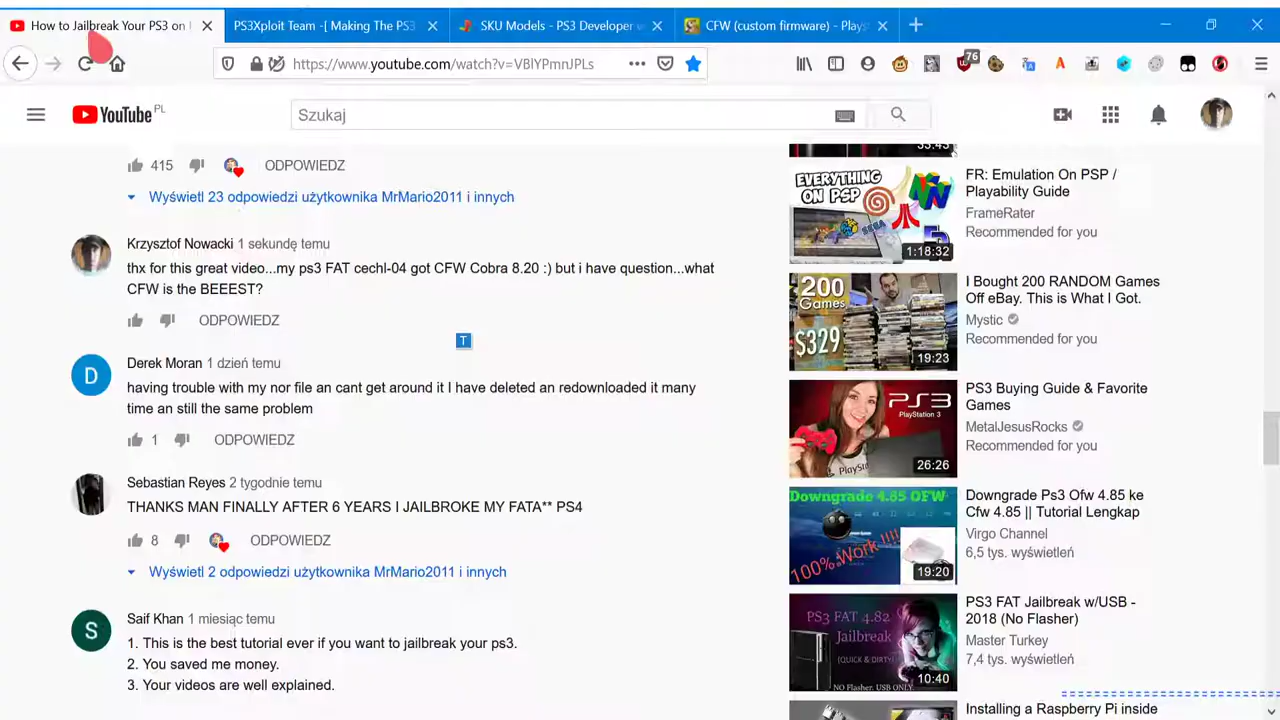 How to Jailbreak Your PS3 on
PS3Xploit Team -[ Making The PS3
SKU Models - PS3 Developer w
CFW (custom firmware) - Plays
https://www.youtube.com/watch?v=VBlYPmnJPLs
76
YouTube PL
Szukaj
415 ODPOWIEDZ
Wyświetl 23 odpowiedzi użytkownika MrMario2011 i innych
Krzysztof Nowacki 1 sekundę temu
thx for this great video...my ps3 FAT cechl-04 got CFW Cobra 8.20 :) but i have question...what
CFW is the BEEEST?
ODPOWIEDZ
T
D
Derek Moran 1 dzień temu
having trouble with my nor file an cant get around it I have deleted an redownloaded it many
time an still the same problem
1 ODPOWIEDZ
Sebastian Reyes 2 tygodnie temu
THANKS MAN FINALLY AFTER 6 YEARS I JAILBROKE MY FATA** PS4
8 ODPOWIEDZ
Wyświetl 2 odpowiedzi użytkownika MrMario2011 i innych
S
Saif Khan 1 miesiąc temu
1. This is the best tutorial ever if you want to jailbreak your ps3.
2. You saved me money.
3. Your videos are well explained.
33:43
EVERYTHING
ON PSP
SEGA
1:18:32
FR: Emulation On PSP /
Playability Guide
FrameRater
Recommended for you
200
Games
$329
19:23
I Bought 200 RANDOM Games
Off eBay. This is What I Got.
Mystic
Recommended for you
PS3
PlayStation 3
26:26
PS3 Buying Guide & Favorite
Games
MetalJesusRocks
Recommended for you
Downgrade 4.85 OFW
100% Work !!!!
19:20
Downgrade Ps3 Ofw 4.85 ke
Cfw 4.85 || Tutorial Lengkap
Virgo Channel
6,5 tys. wyświetleń
PS3 FAT 4.82
Jailbreak
(QUICK & DIRTY)
NO Flasher, USB ONLY
10:40
PS3 FAT Jailbreak w/USB -
2018 (No Flasher)
Master Turkey
7,4 tys. wyświetleń
Installing a Raspberry Pi inside